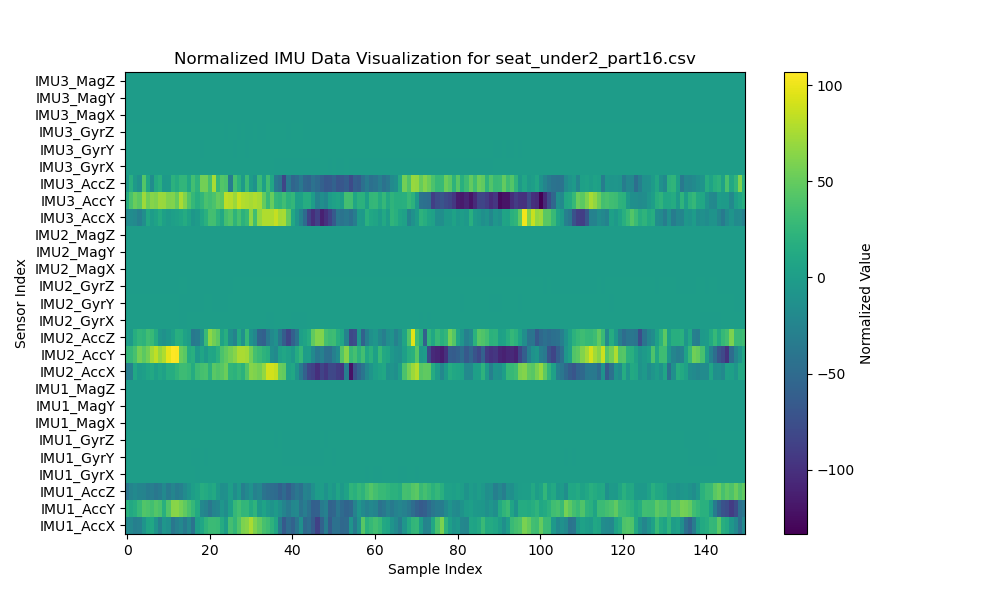 Normalized IMU Data Visualization for seat_under2_part16.csv
IMU3_MagZ
IMU3_MagY
IMU3_MagX
IMU3_GyrZ
IMU3_GyrY
IMU3_GyrX
IMU3_AccZ
IMU3_AccY
IMU3_AccX
IMU2_MagZ
IMU2_MagY
IMU2_MagX
IMU2_GyrZ
IMU2_GyrY
IMU2_GyrX
IMU2_AccZ
IMU2_AccY
IMU2_AccX
IMU1_MagZ
IMU1_MagY
IMU1_MagX
IMU1_GyrZ
IMU1_GyrY
IMU1_GyrX
IMU1_AccZ
IMU1_AccY
IMU1_AccX
Sensor Index
0 20 40 60 80 100 120 140
Sample Index
100
50
0
−50
−100
Normalized Value